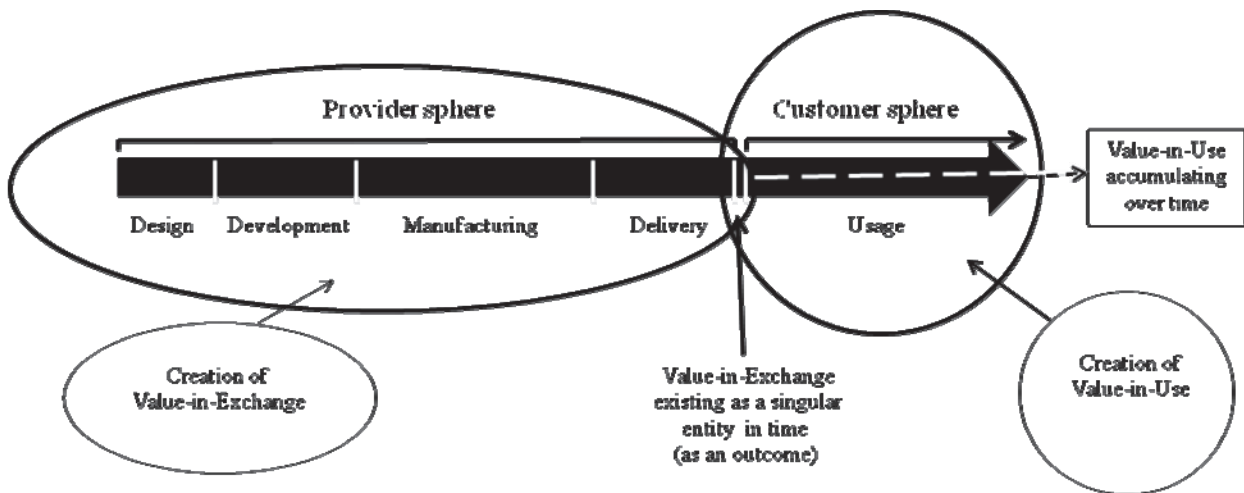 Provider sphere
Customer sphere
Value-in-Use
accumulating
over time
Design
Development
Manufacturing
Delivery
Usage
Creation of
Value-in-Exchange
Value-in-Exchange
existing as a singular
entity in time
(as an outcome)
Creation of
Value-in-Use